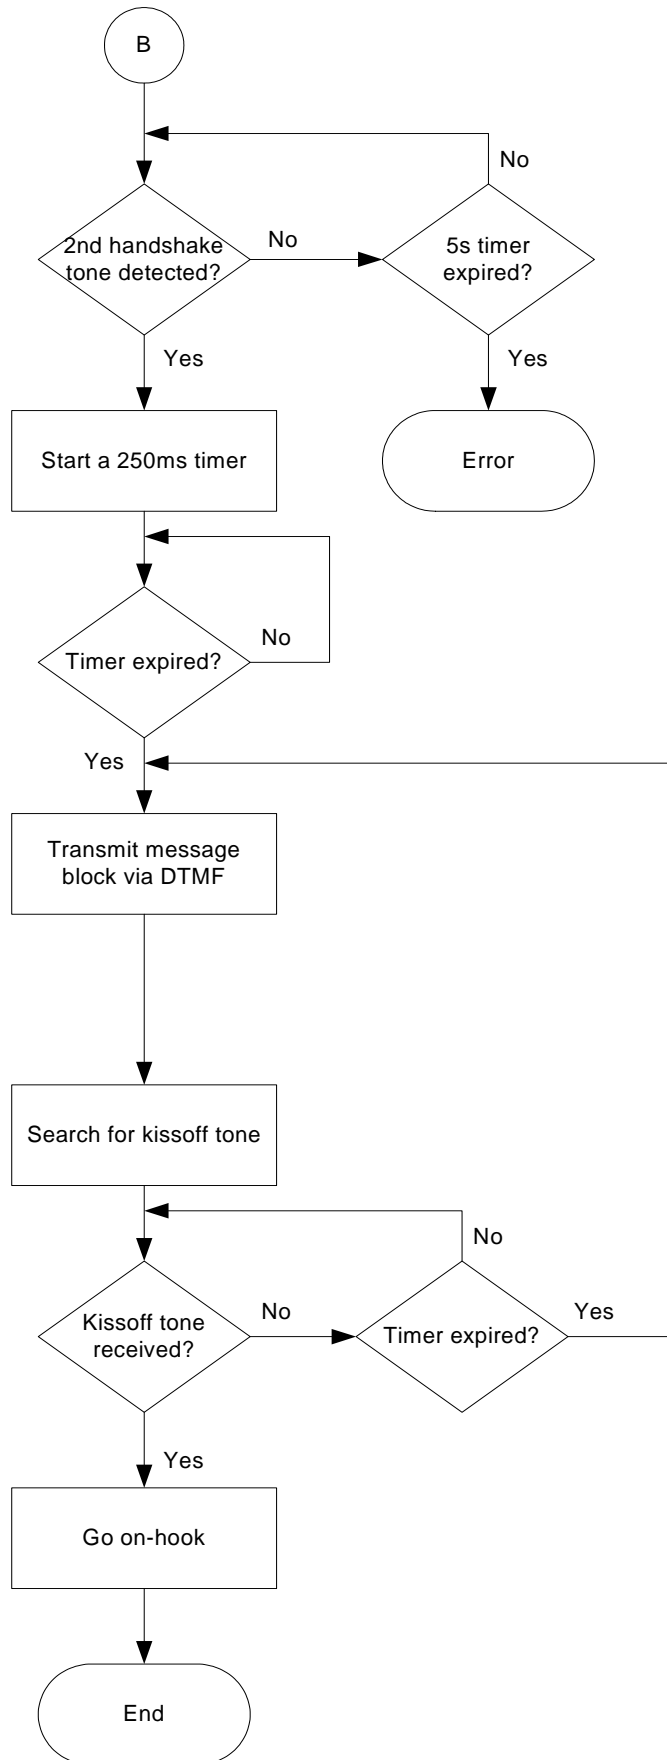 B
No
2nd handshake
tone detected?
No
5s timer
expired?
Yes
Yes
Start a 250ms timer
Error
No
Timer expired?
Yes
Transmit message
block via DTMF
Search for kissoff tone
No
Kissoff tone
received?
No
Timer expired?
Yes
Yes
Go on-hook
End